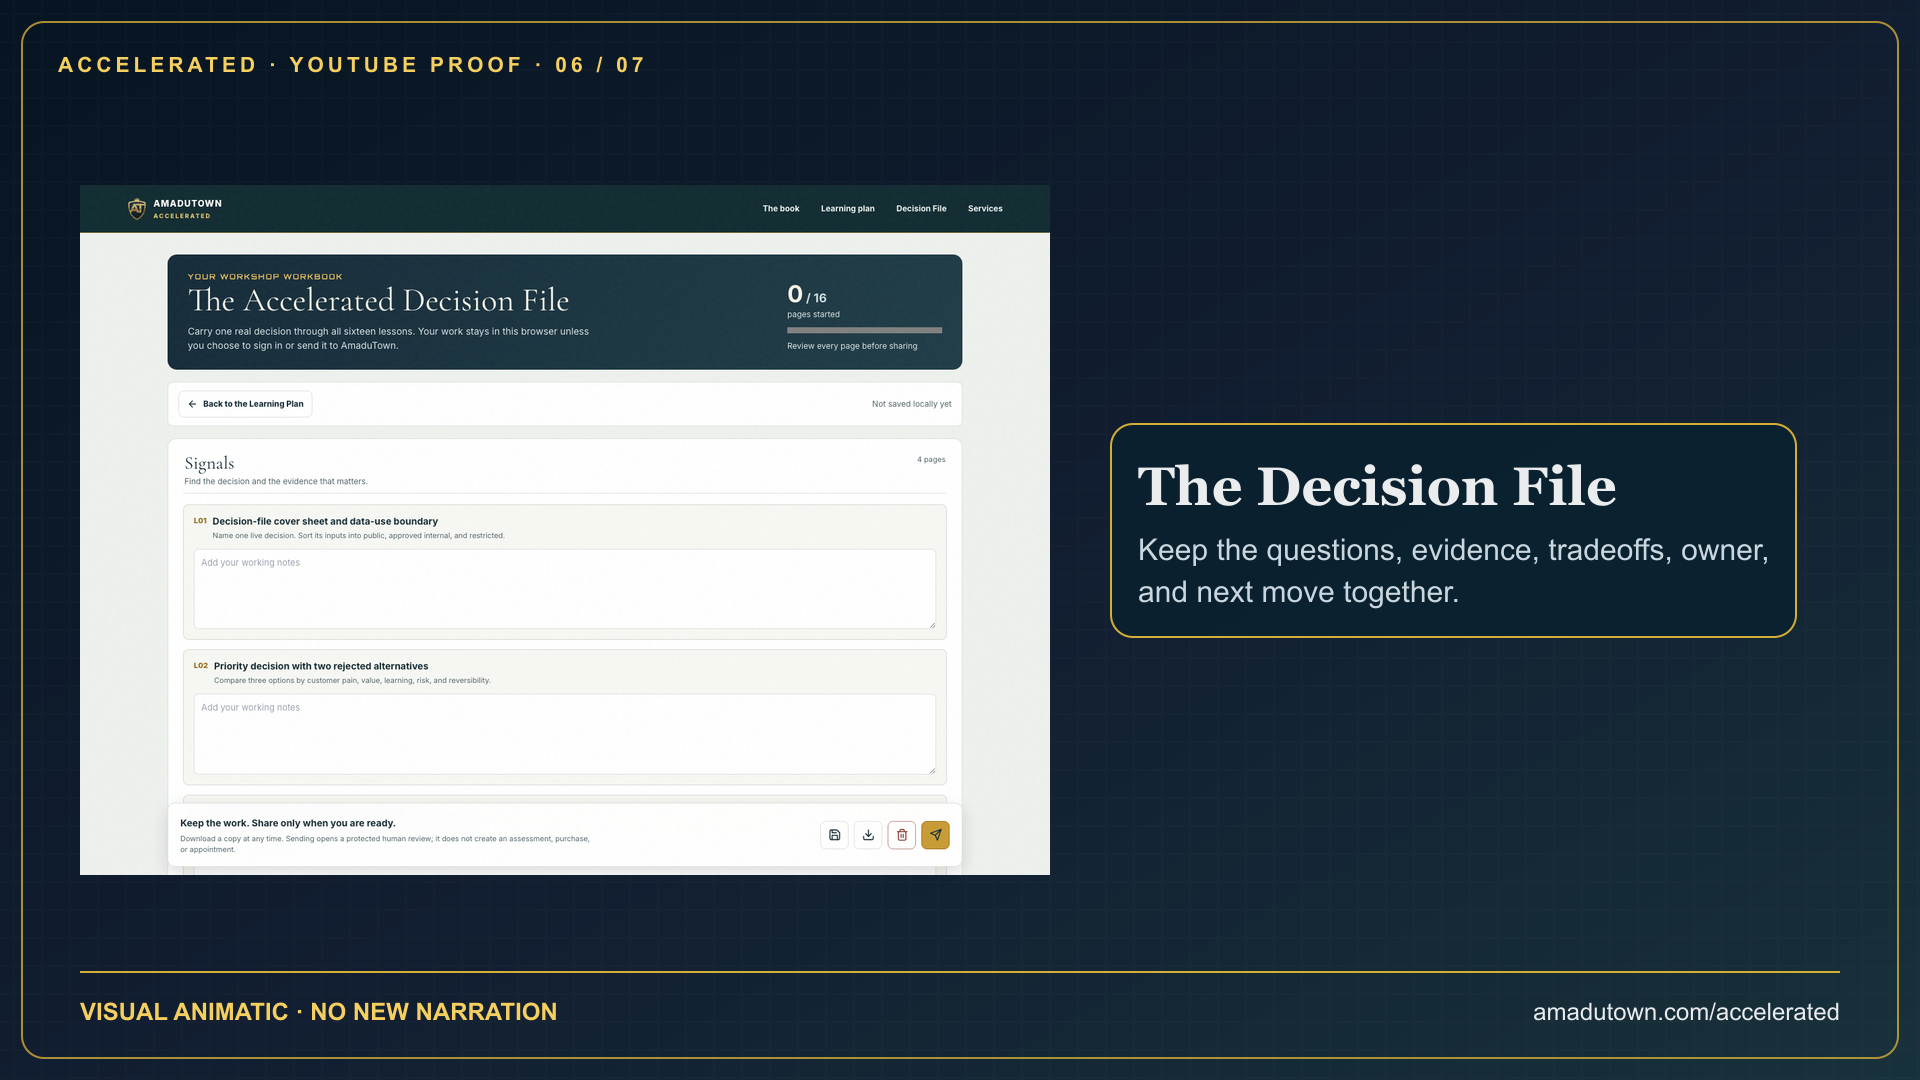 ACCELERATED · YOUTUBE PROOF · 06 / 07
AMADUTOWN
ACCELERATED
The book
Learning plan
Decision File
Services
YOUR WORKSHOP WORKBOOK
The Accelerated Decision File
Carry one real decision through all sixteen lessons. Your work stays in this browser unless
you choose to sign in or send it to AmaduTown.
0 / 16
pages started
Review every page before sharing
Back to the Learning Plan
Not saved locally yet
Signals
4 pages
Find the decision and the evidence that matters.
L01 Decision-file cover sheet and data-use boundary
Name one live decision. Sort its inputs into public, approved internal, and restricted.
Add your working notes
L02 Priority decision with two rejected alternatives
Compare three options by customer pain, value, learning, risk, and reversibility.
Add your working notes
Keep the work. Share only when you are ready.
Download a copy at any time. Sending opens a protected human review; it does not create an assessment, purchase,
or appointment.
The Decision File
Keep the questions, evidence, tradeoffs, owner,
and next move together.
VISUAL ANIMATIC · NO NEW NARRATION
amadutown.com/accelerated